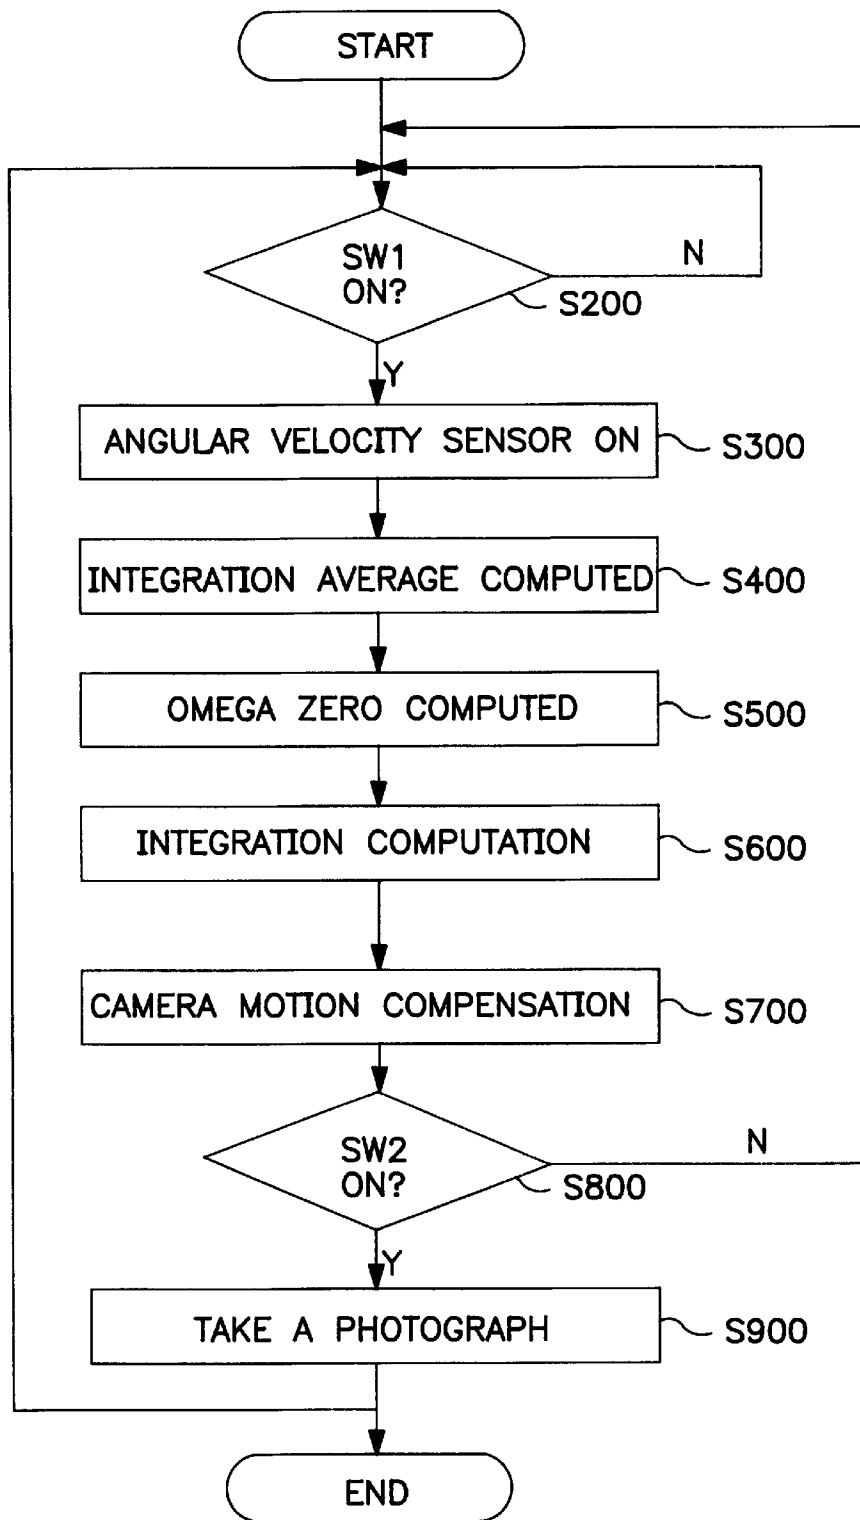 START
SW1
ON?
N
S200
Y
ANGULAR VELOCITY SENSOR ON
S300
INTEGRATION AVERAGE COMPUTED
S400
OMEGA ZERO COMPUTED
S500
INTEGRATION COMPUTATION
S600
CAMERA MOTION COMPENSATION
S700
SW2
ON?
N
S800
Y
TAKE A PHOTOGRAPH
S900
END